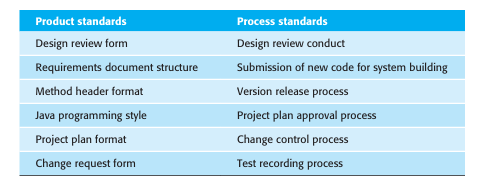 Product standards Process standards
Design review form Design review conduct
Requirements document structure Submission of new code for system building
Method header format Version release process
Java programming style Project plan approval process
Project plan format Change control process
Change request form Test recording process